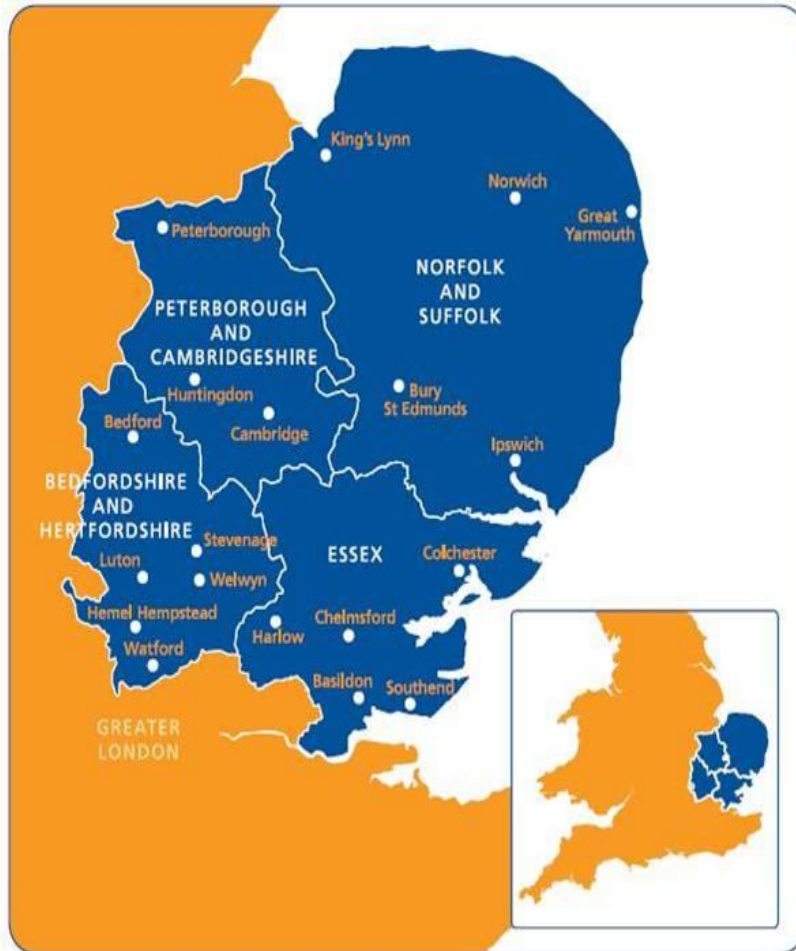 King's Lynn
Norwich
Great
Yarmouth
Peterborough
NORFOLK
AND
SUFFOLK
PETERBOROUGH
AND
CAMBRIDGESHIRE
Huntingdon
Bury
St Edmunds
Bedford
Cambridge
Ipswich
BEDFORDSHIRE
AND
HERTFORDSHIRE
Stevenage
ESSEX
Colchester
Luton
Welwyn
Hemel Hempstead
Chelmsford
Harlow
Watford
Basildon
Southend
GREATER
LONDON